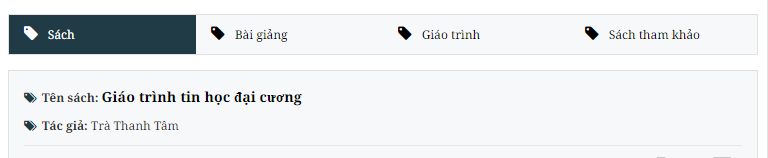 Sách Bài giảng Giáo trình Sách tham khảo
Tên sách: Giáo trình tin học đại cương
Tác giả: Trà Thanh Tâm